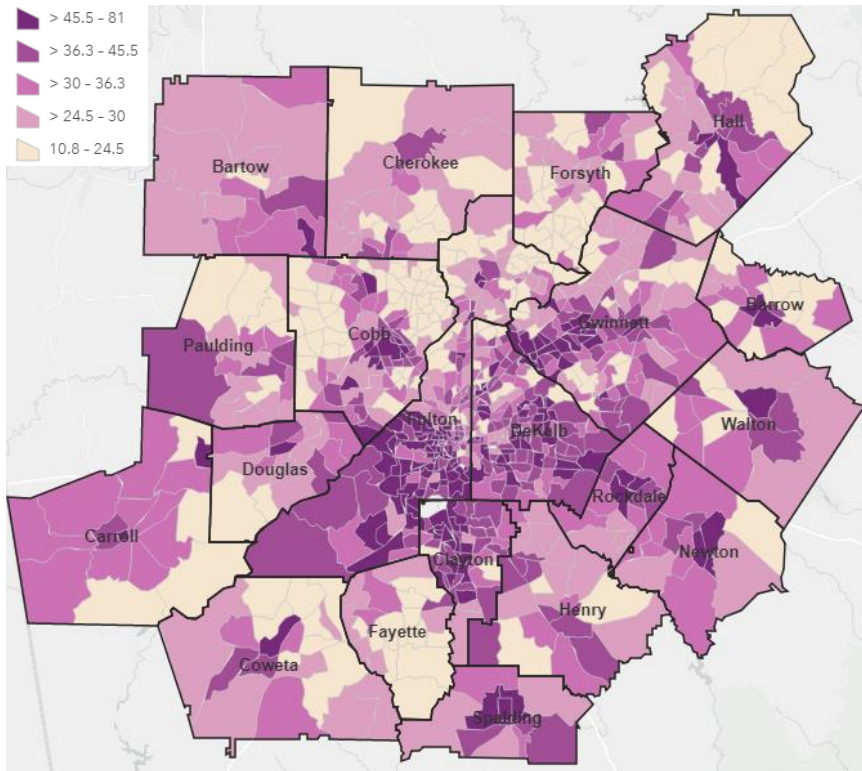 > 45.5 - 81
> 36.3 - 45.5
> 30 - 36.3
> 24.5 - 30
10.8 - 24.5
Hall
Bartow
Cherokee
Forsyth
Barrow
Gwinnett
Cobb
Paulding
Fulton
Walton
DeKalb
Douglas
Rockdale
Carroll
Newton
Clayton
Henry
Fayette
Coweta
Spalding